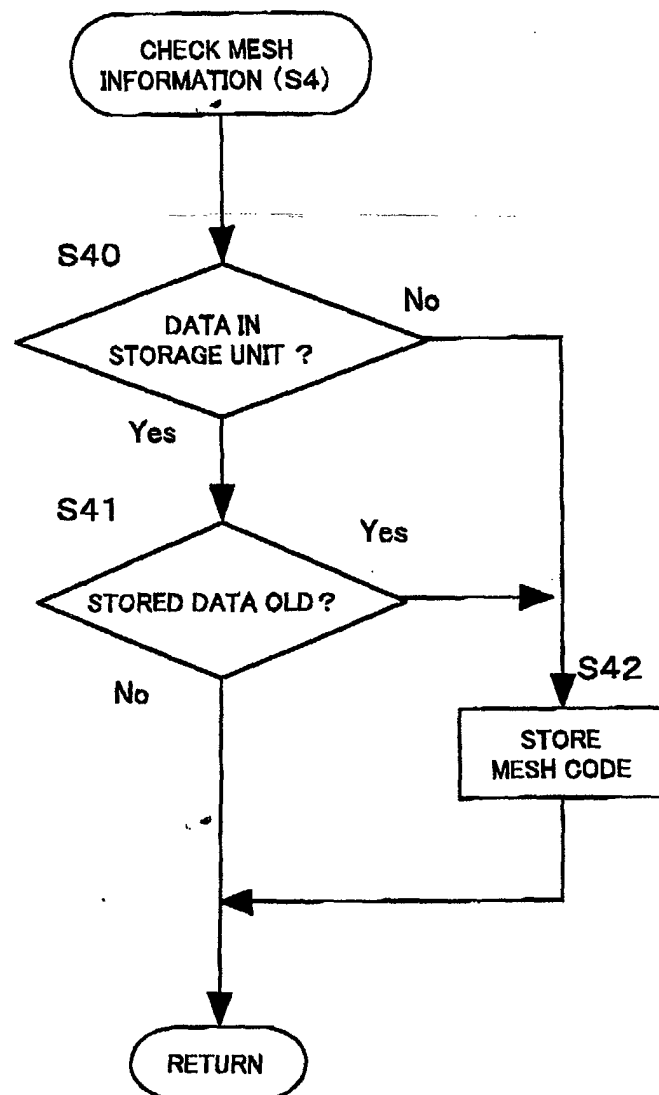 CHECK MESH
INFORMATION (S4)
S40
No
DATA IN
STORAGE UNIT ?
Yes
S41
Yes
STORED DATA OLD ?
No
S42
STORE
MESH CODE
RETURN